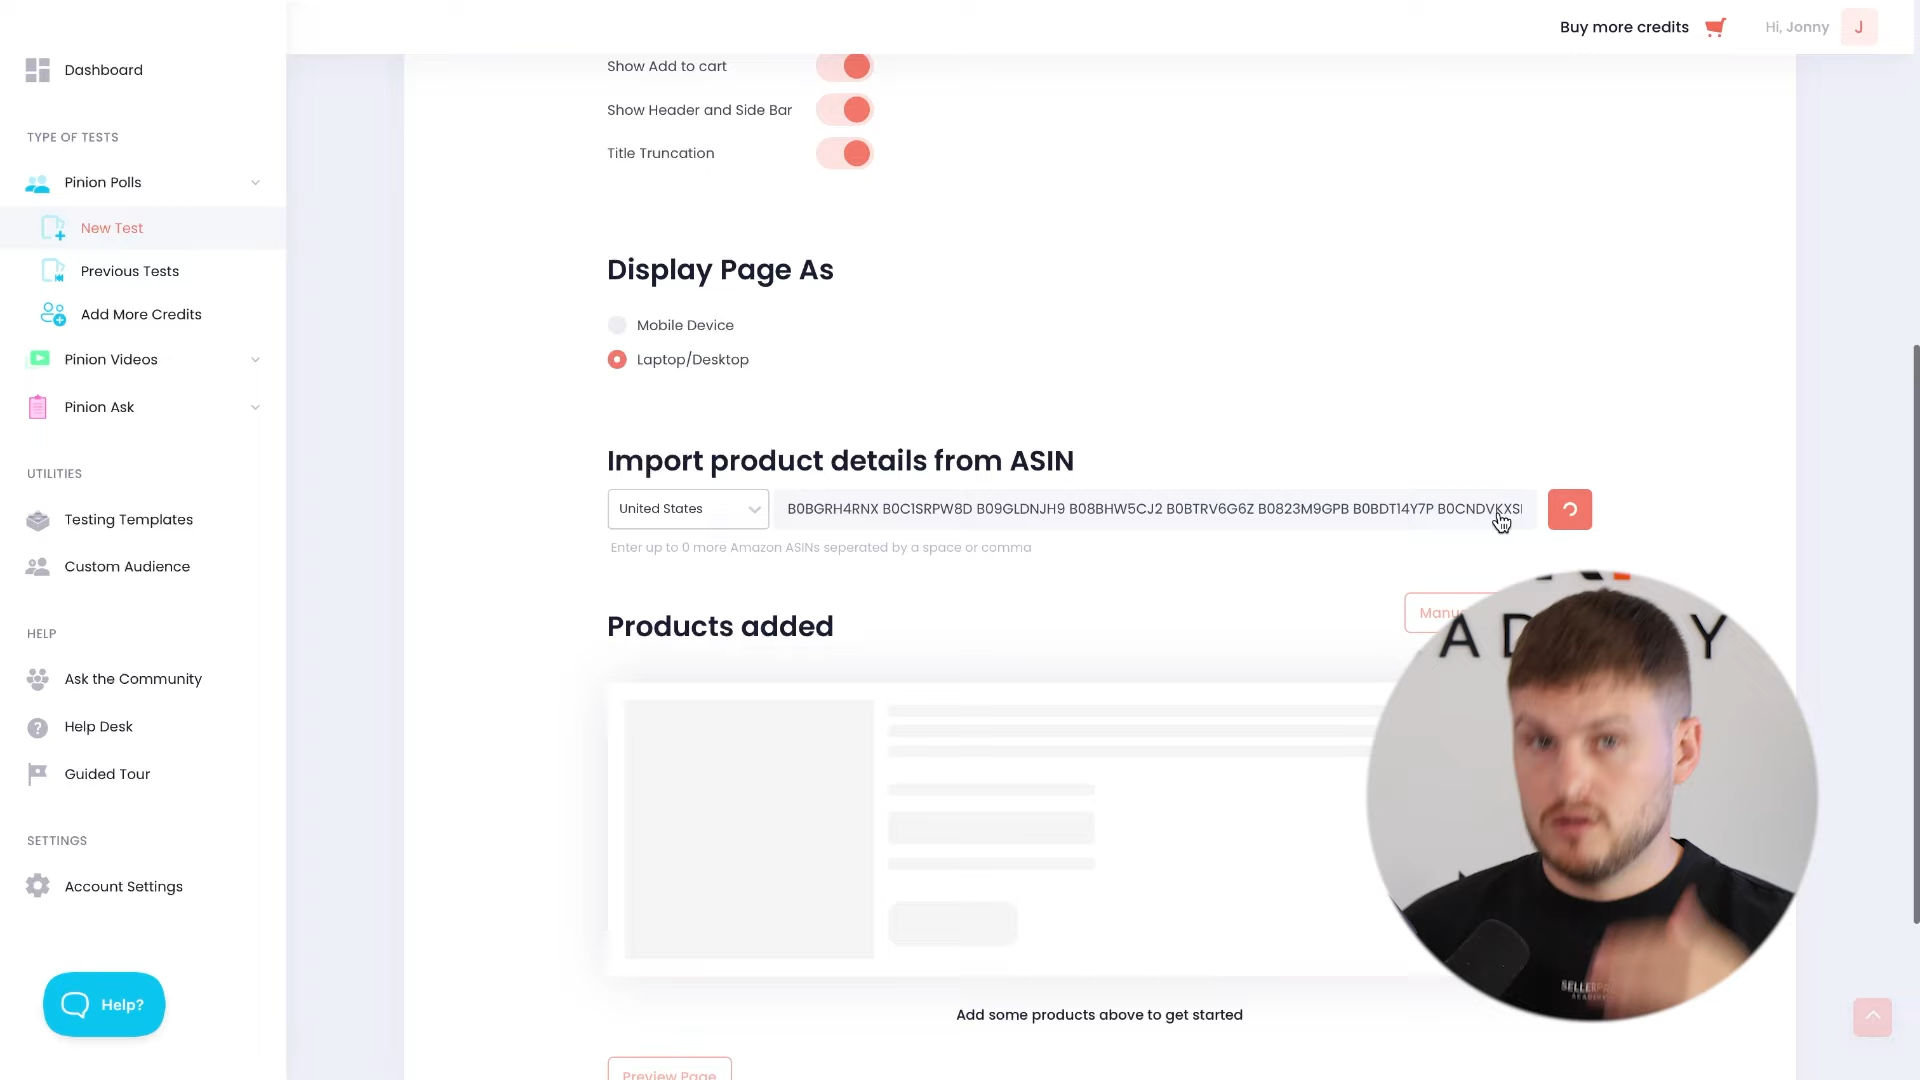 Buy more credits
Hi, Jonny
J
Dashboard
TYPE OF TESTS
Pinion Polls
New Test
Previous Tests
Add More Credits
Pinion Videos
Pinion Ask
UTILITIES
Testing Templates
Custom Audience
HELP
Ask the Community
Help Desk
Guided Tour
SETTINGS
Account Settings
Help?
Show Add to cart
Show Header and Side Bar
Title Truncation
Display Page As
Mobile Device
Laptop/Desktop
Import product details from ASIN
United States
B0BGRH4RNX B0C1SRPW8D B09GLDNJH9 B08BHW5CJ2 B0BTRV6G6Z B0823M9GPB B0BDT14Y7P B0CNDVKXS
Enter up to 0 more Amazon ASINs seperated by a space or comma
Products added
Add some products above to get started
Preview Page